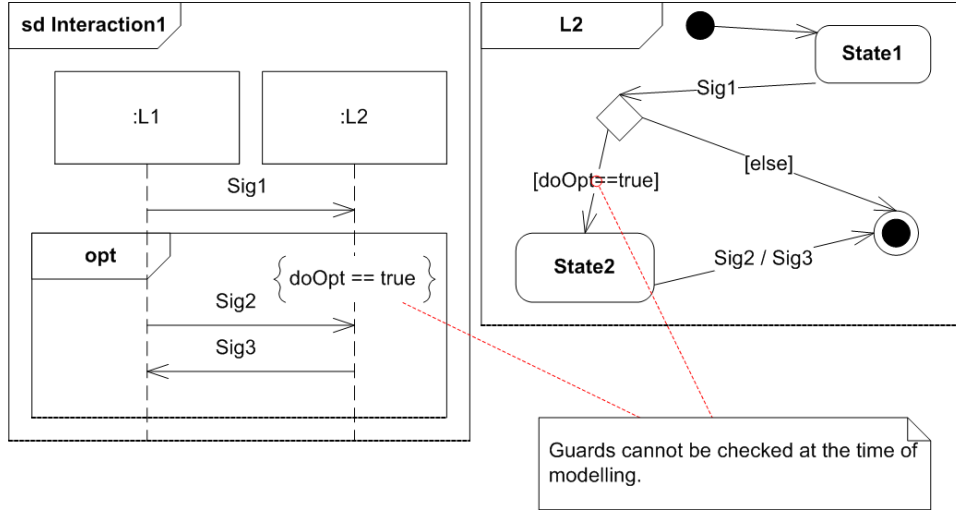 sd Interaction1
:L1
:L2
Sig1
opt
{doOpt == true}
Sig2
Sig3
L2
State1
Sig1
[else]
[doOpt==true]
State2
Sig2 / Sig3
Guards cannot be checked at the time of
modelling.